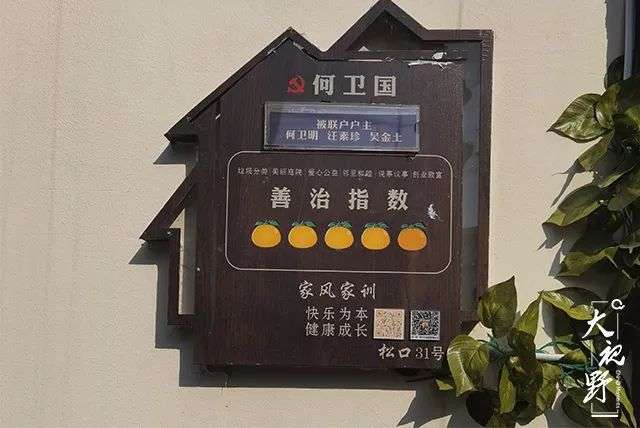 何卫国
被联户户主
何卫明 汪素珍 吴金土
垃圾分类 美丽庭院 爱心公益 邻里和睦 说事议事 创业致富
善治指数
家风家训
快乐为本
健康成长
松口31号
大视野